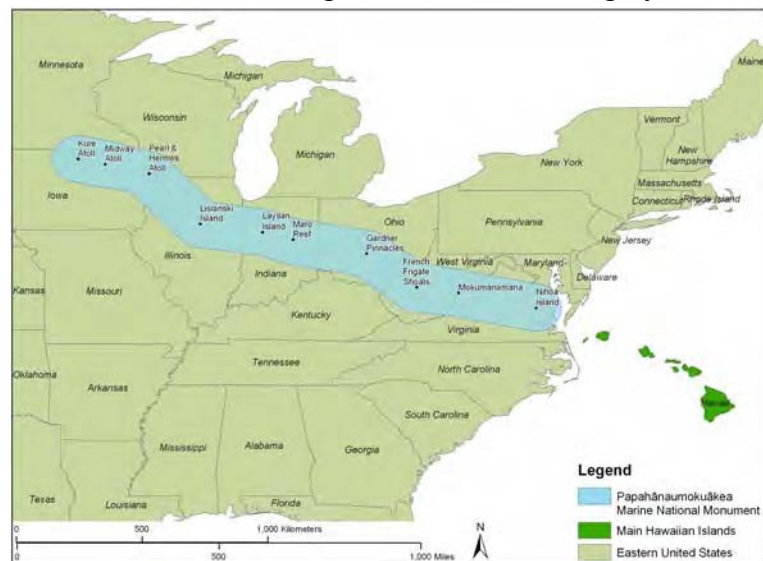 Minnesota
Michigan
Maine
Wisconsin
Vermont
Michigan
New
Hampshire
New York
Kure
Atoll
Midway
Atoll
Pearl &
Hermes
Atoll
Massachusetts
Connecticut
Rhode Island
Iowa
Pennsylvania
Lisianski
Island
Laysan
Island
Maro
Reef
Ohio
New Jersey
Gardner
Pinnacles
Illinois
Indiana
West Virginia
Maryland
Delaware
French
Frigate
Shoals
Mokumanamana
Nihoa
Island
Kansas
Missouri
Kentucky
Virginia
Tennessee
North Carolina
Oklahoma
Arkansas
South Carolina
Hawaii
Mississippi
Alabama
Georgia
Texas
Louisiana
Florida
Legend
Papahānaumokuākea
Marine National Monument
Main Hawaiian Islands
Eastern United States
0 500 1,000 Kilometers
0 500 1,000 Miles
N